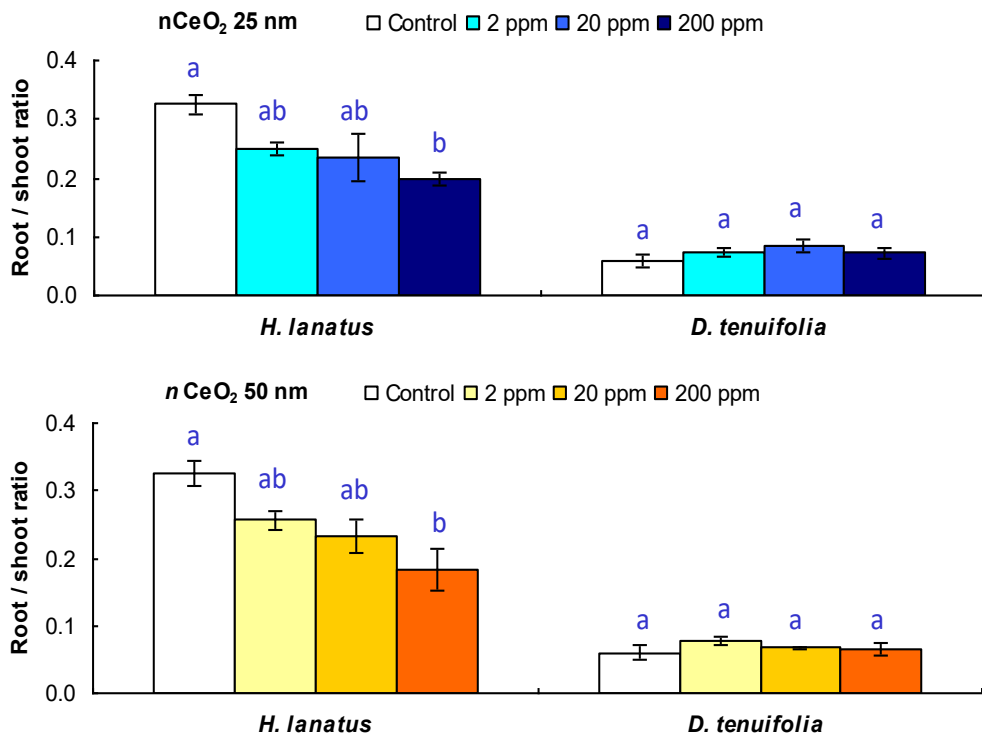 nCeO₂ 25 nm Control 2 ppm 20 ppm 200 ppm
Root / shoot ratio
0.4
0.3
0.2
0.1
0.0
a ab ab b a a a a
H. lanatus D. tenuifolia
nCeO₂ 50 nm Control 2 ppm 20 ppm 200 ppm
Root / shoot ratio
0.4
0.3
0.2
0.1
0.0
a ab ab b a a a a
H. lanatus D. tenuifolia